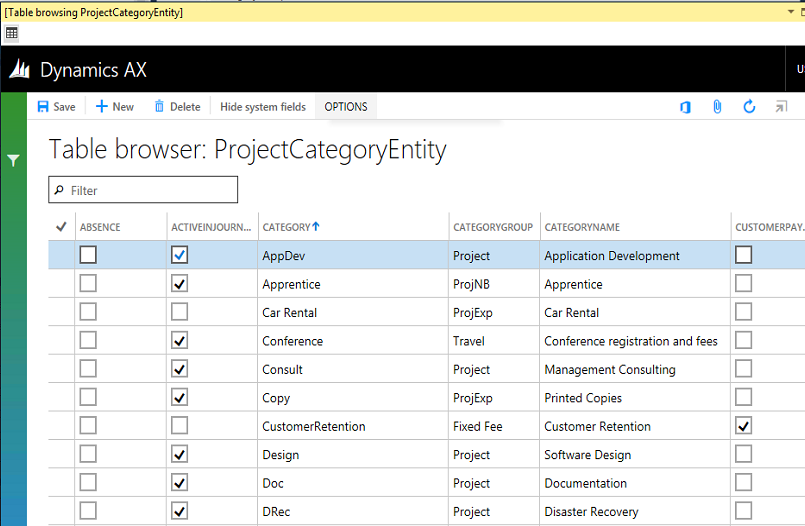 [Table browsing ProjectCategoryEntity]
Dynamics AX
Save New Delete Hide system fields OPTIONS
Table browser: ProjectCategoryEntity
Filter
ABSENCE ACTIVEINJOURN... CATEGORY CATEGORYGROUP CATEGORYNAME CUSTOMERPAY.
AppDev Project Application Development
Apprentice ProjNB Apprentice
Car Rental ProjExp Car Rental
Conference Travel Conference registration and fees
Consult Project Management Consulting
Copy ProjExp Printed Copies
CustomerRetention Fixed Fee Customer Retention
Design Project Software Design
Doc Project Documentation
DRec Project Disaster Recovery